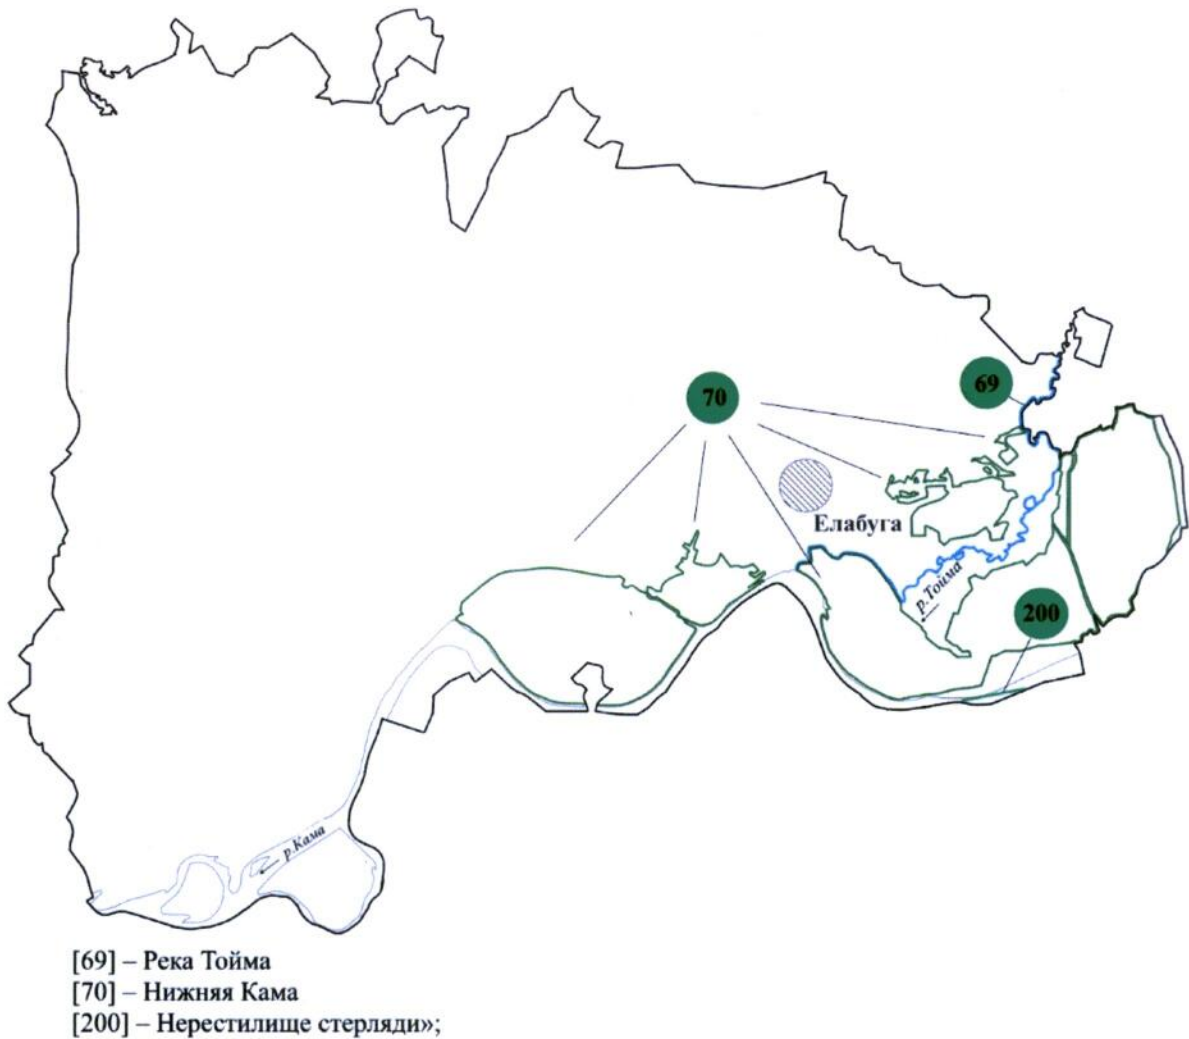 70
69
Елабуга
р.Тойма
200
р.Кама
[69] – Река Тойма
[70] – Нижняя Кама
[200] – Нерестилище стерляди»;